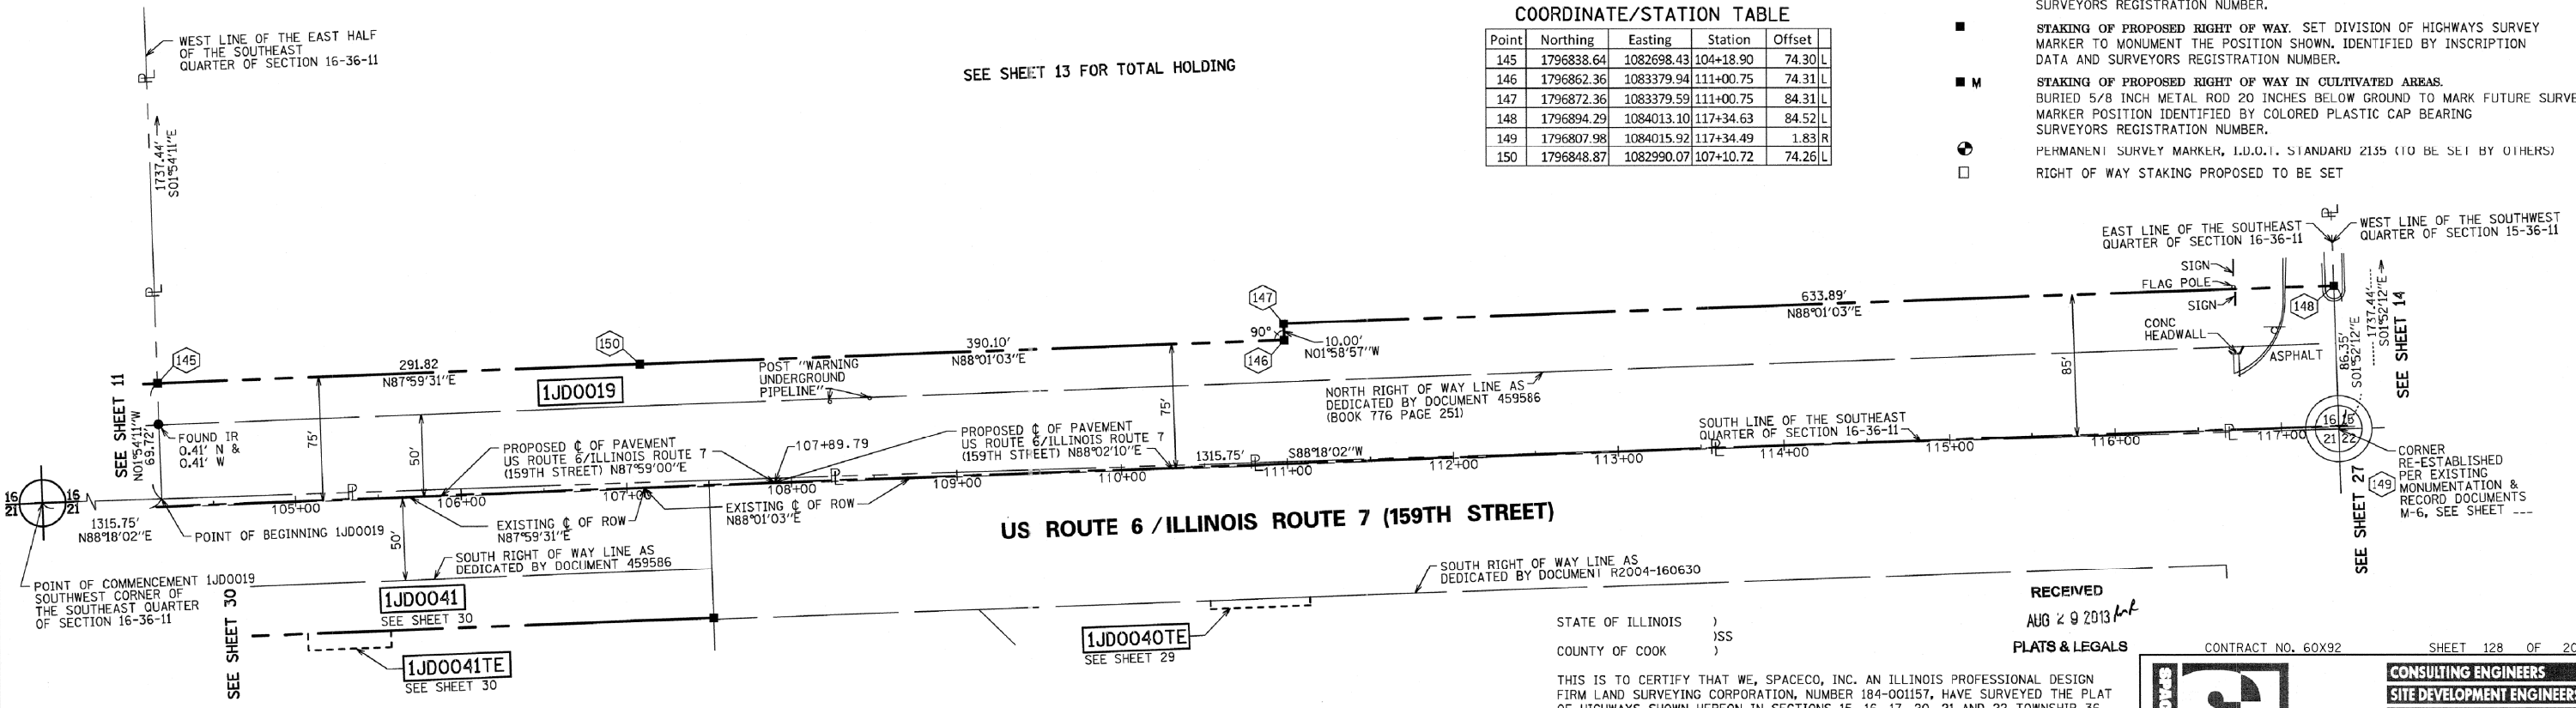 WEST LINE OF THE EAST HALF
OF THE SOUTHEAST
QUARTER OF SECTION 16-36-11
1737.44'
S01°54'11"E
SEE SHEET 13 FOR TOTAL HOLDING
COORDINATE/STATION TABLE
Point Northing Easting Station Offset
145 1796838.64 1082698.43 104+18.90 74.30 L
146 1796862.36 1083379.94 111+00.75 74.31 L
147 1796872.36 1083379.59 111+00.75 84.31 L
148 1796894.29 1084013.10 117+34.63 84.52 L
149 1796807.98 1084015.92 117+34.49 1.83 R
150 1796848.87 1082990.07 107+10.72 74.26 L
SURVEYORS REGISTRATION NUMBER.
STAKING OF PROPOSED RIGHT OF WAY. SET DIVISION OF HIGHWAYS SURVEY
MARKER TO MONUMENT THE POSITION SHOWN. IDENTIFIED BY INSCRIPTION
DATA AND SURVEYORS REGISTRATION NUMBER.
M STAKING OF PROPOSED RIGHT OF WAY IN CULTIVATED AREAS.
BURIED 5/8 INCH METAL ROD 20 INCHES BELOW GROUND TO MARK FUTURE SURVE
MARKER POSITION IDENTIFIED BY COLORED PLASTIC CAP BEARING
SURVEYORS REGISTRATION NUMBER.
PERMANENT SURVEY MARKER, I.D.O.T. STANDARD 2135 (TO BE SET BY OTHERS)
RIGHT OF WAY STAKING PROPOSED TO BE SET
EAST LINE OF THE SOUTHEAST
QUARTER OF SECTION 16-36-11
WEST LINE OF THE SOUTHWEST
QUARTER OF SECTION 15-36-11
SIGN
FLAG POLE
SIGN
CONC
HEADWALL
ASPHALT
148
86.35'
S01°52'12"E
1737.44'
S01°52'12"E
SEE SHEET 14
SEE SHEET 11
N01°54'11"W
69.72'
145
291.82
N87°59'31"E
1JD0019
150
390.10'
N88°01'03"E
POST "WARNING
UNDERGROUND
PIPELINE"
147
90°
146
10.00'
N01°58'57"W
633.89'
N88°01'03"E
NORTH RIGHT OF WAY LINE AS
DEDICATED BY DOCUMENT 459586
(BOOK 776 PAGE 251)
75'
50'
75'
85'
FOUND IR
0.41' N &
0.41' W
PROPOSED ℄ OF PAVEMENT
US ROUTE 6/ILLINOIS ROUTE 7
(159TH STREET) N87°59'00"E
107+89.79
PROPOSED ℄ OF PAVEMENT
US ROUTE 6/ILLINOIS ROUTE 7
(159TH STREET) N88°02'10"E
1315.75'
S88°18'02"W
SOUTH LINE OF THE SOUTHEAST
QUARTER OF SECTION 16-36-11
105+00
106+00
107+00
108+00
109+00
110+00
111+00
112+00
113+00
114+00
115+00
116+00
117+00
16 15
21 22
CORNER
RE-ESTABLISHED
PER EXISTING
MONUMENTATION &
RECORD DOCUMENTS
M-6, SEE SHEET ---
149
SEE SHEET 27
16 16
21 21
1315.75'
N88°18'02"E
POINT OF BEGINNING 1JD0019
EXISTING ℄ OF ROW
N87°59'31"E
EXISTING ℄ OF ROW
N88°01'03"E
US ROUTE 6 / ILLINOIS ROUTE 7 (159TH STREET)
50'
SOUTH RIGHT OF WAY LINE AS
DEDICATED BY DOCUMENT 459586
SOUTH RIGHT OF WAY LINE AS
DEDICATED BY DOCUMENT R2004-160630
POINT OF COMMENCEMENT 1JD0019
SOUTHWEST CORNER OF
THE SOUTHEAST QUARTER
OF SECTION 16-36-11
SEE SHEET 30
1JD0041
SEE SHEET 30
1JD0041TE
SEE SHEET 30
1JD0040TE
SEE SHEET 29
STATE OF ILLINOIS )
)SS
COUNTY OF COOK )
RECEIVED
AUG 29 2013
PLATS & LEGALS
CONTRACT NO. 60X92
SHEET 128 OF 20
THIS IS TO CERTIFY THAT WE, SPACECO, INC. AN ILLINOIS PROFESSIONAL DESIGN
FIRM LAND SURVEYING CORPORATION, NUMBER 184-001157, HAVE SURVEYED THE PLAT
OF HIGHWAYS SHOWN HEREON IN SECTIONS 15, 16, 17, 20, 21 AND 22 TOWNSHIP 36
CONSULTING ENGINEERS
SITE DEVELOPMENT ENGINEERS